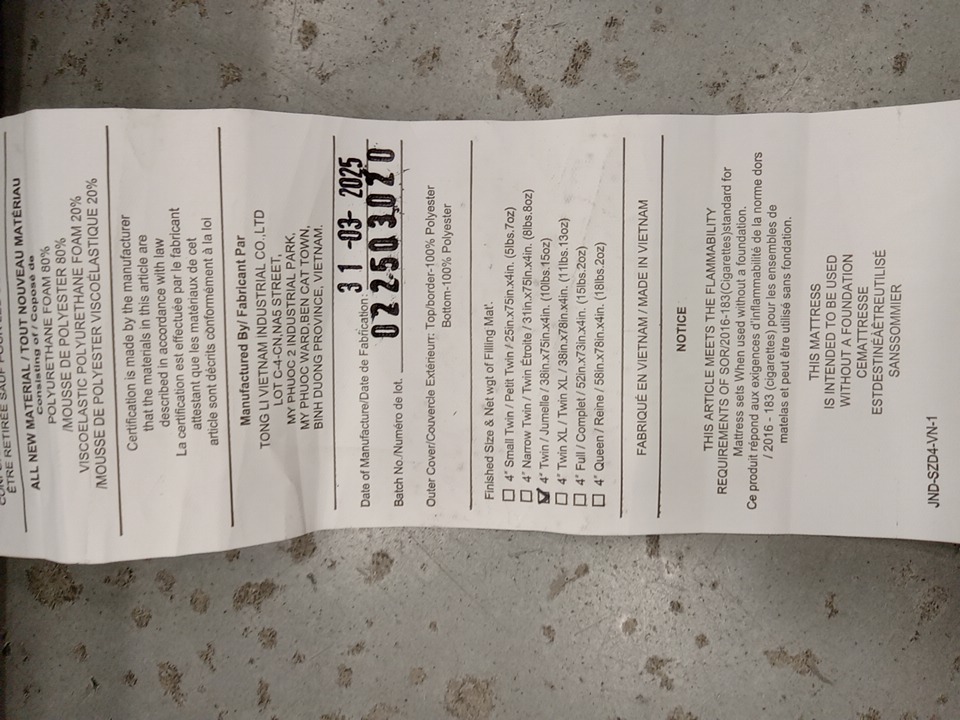 ÊTRE RETIRÉE SAUF
ALL NEW MATERIAL / TOUT NOUVEAU MATÉRIAU
consisting of / Coposé de
POLYURETHANE FOAM 80%
/MOUSSE DE POLYESTER 80%
VISCOELASTIC POLYURETHANE FOAM 20%
/MOUSSE DE POLYESTER VISCOÉLASTIQUE 20%
Certification is made by the manufacturer
that the materials in this article are
described in accordance with law
La certification est effectuée par le fabricant
attestant que les matériaux de cet
article sont décrits conformément à la loi
Manufactured By/ Fabricant Par
TONG LI VIETNAM INDUSTRIAL CO.,LTD
LOT C-4-CN,NA5 STREET,
MY PHUOC 2 INDUSTRIAL PARK,
MY PHUOC WARD,BEN CAT TOWN,
BINH DUONG PROVINCE, VIETNAM.
Date of Manufacture/Date de Fabrication: 31-03-2025
Batch No./Numéro de lot. 02250302 0
Outer Cover/Couvercle Extérieum: Top/border-100% Polyester
Bottom-100% Polyester
Finished Size & Net wgt of Filling Mat'.
☐ 4" Small Twin / Petit Twin / 25in.x75in.x4in. (5lbs.7oz)
☐ 4" Narrow Twin / Twin Étroite / 31in.x75in.x4in. (8lbs.8oz)
☑ 4" Twin / Jumelle / 38in.x75in.x4in. (10lbs.15oz)
☐ 4" Twin XL / Twin XL / 38in.x78in.x4in. (11lbs.13oz)
☐ 4" Full / Complet / 52in.x73in.x4in. (15lbs.2oz)
☐ 4" Queen / Reine / 58in.x78in.x4in. (18lbs.2oz)
FABRIQUÉ EN VIETNAM / MADE IN VIETNAM
NOTICE
THIS ARTICLE MEETS THE FLAMMABILITY
REQUIREMENTS OF SOR/2016-183(Cigarettes)standard for
Mattress sets When used without a foundation.
Ce produit répond aux exigences d'inflammabilité de la norme dors
/ 2016 - 183 (cigarettes) pour les ensembles de
matelas et peut être utilisé sans fondation.
THIS MATTRESS
IS INTENDED TO BE USED
WITHOUT A FOUNDATION
CEMATTRESSE
ESTDESTINÉÀÊTREUTILISÉ
SANSSOMMIER
JND-SZD4-VN-1